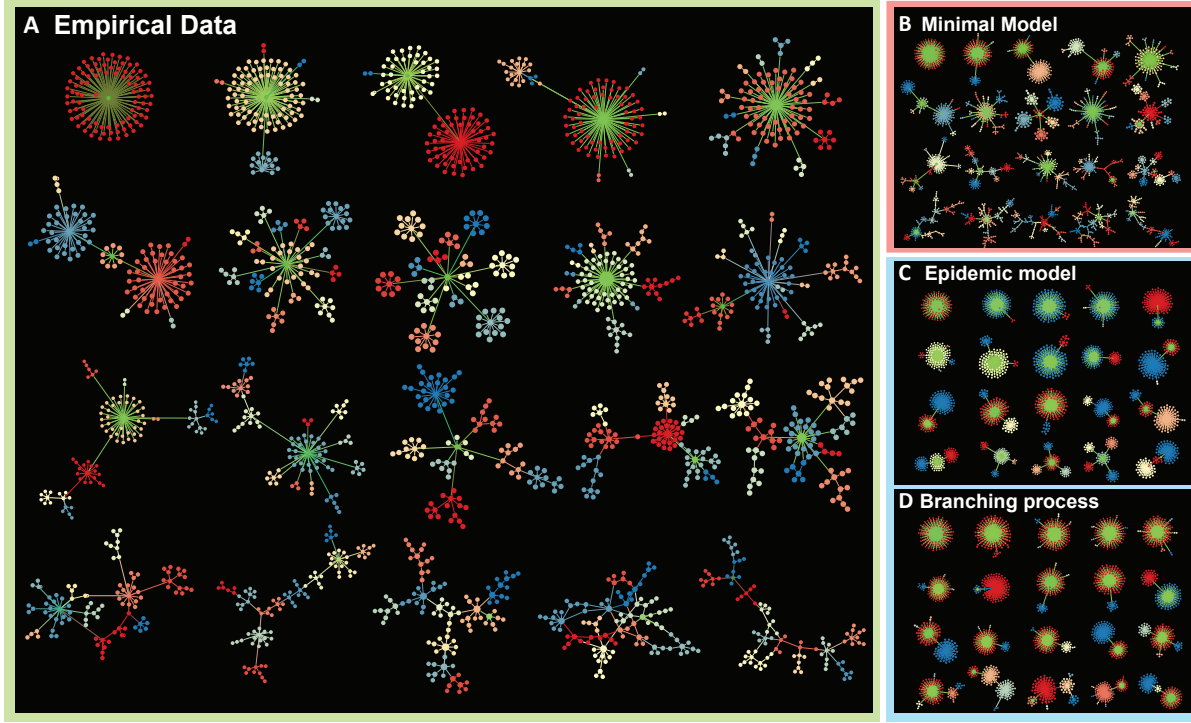 A Empirical Data
B Minimal Model
C Epidemic model
D Branching process